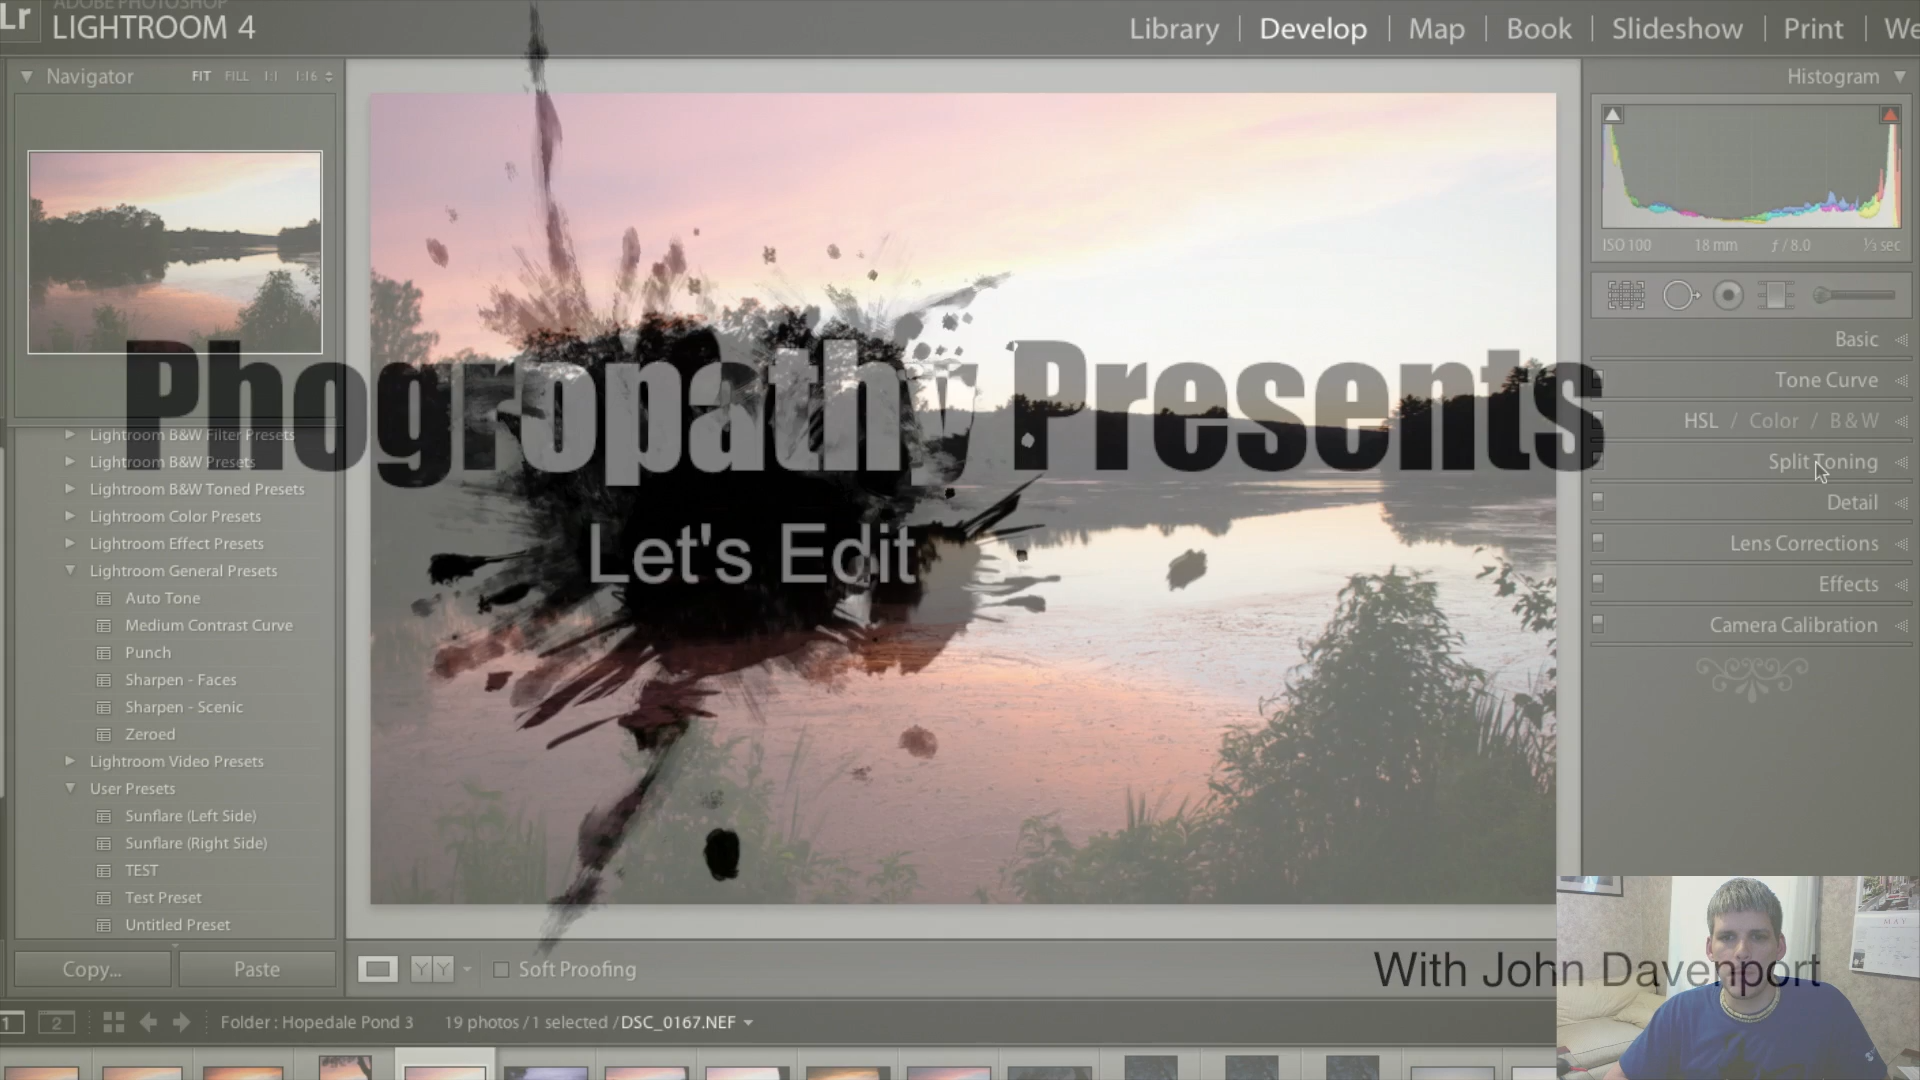 Lr
ADOBE PHOTOSHOP
LIGHTROOM 4
Library | Develop | Map | Book | Slideshow | Print | We
Navigator FIT FILL 1:1 1:16
Histogram
ISO 100 18 mm ƒ / 8.0 ⅓ sec
Phogropathy Presents
Let's Edit
With John Davenport
Lightroom B&W Filter Presets
Lightroom B&W Presets
Lightroom B&W Toned Presets
Lightroom Color Presets
Lightroom Effect Presets
Lightroom General Presets
Auto Tone
Medium Contrast Curve
Punch
Sharpen - Faces
Sharpen - Scenic
Zeroed
Lightroom Video Presets
User Presets
Sunflare (Left Side)
Sunflare (Right Side)
TEST
Test Preset
Untitled Preset
Basic
Tone Curve
HSL / Color / B & W
Split Toning
Detail
Lens Corrections
Effects
Camera Calibration
Copy... Paste
YY
Soft Proofing
1 2 Folder : Hopedale Pond 3 19 photos / 1 selected / DSC_0167.NEF
MAY